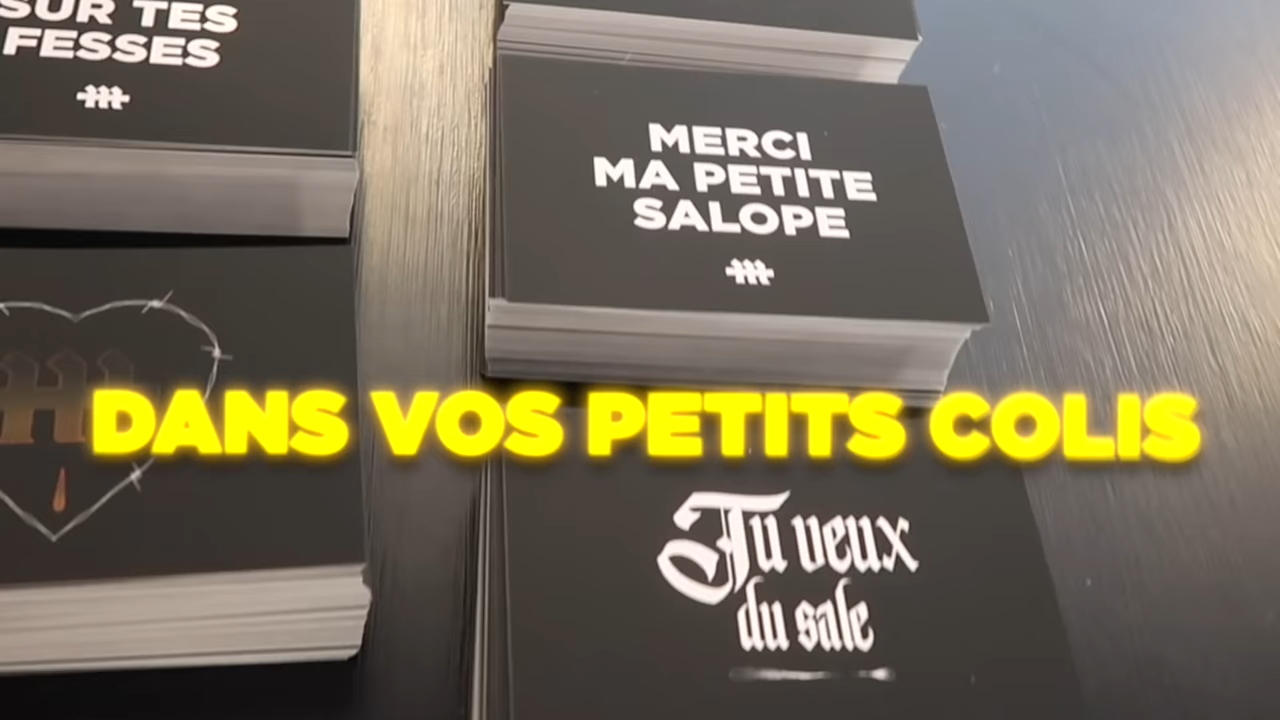 SUR TES
FESSES
MERCI
MA PETITE
SALOPE
DANS VOS PETITS COLIS
Tu veux
du sale